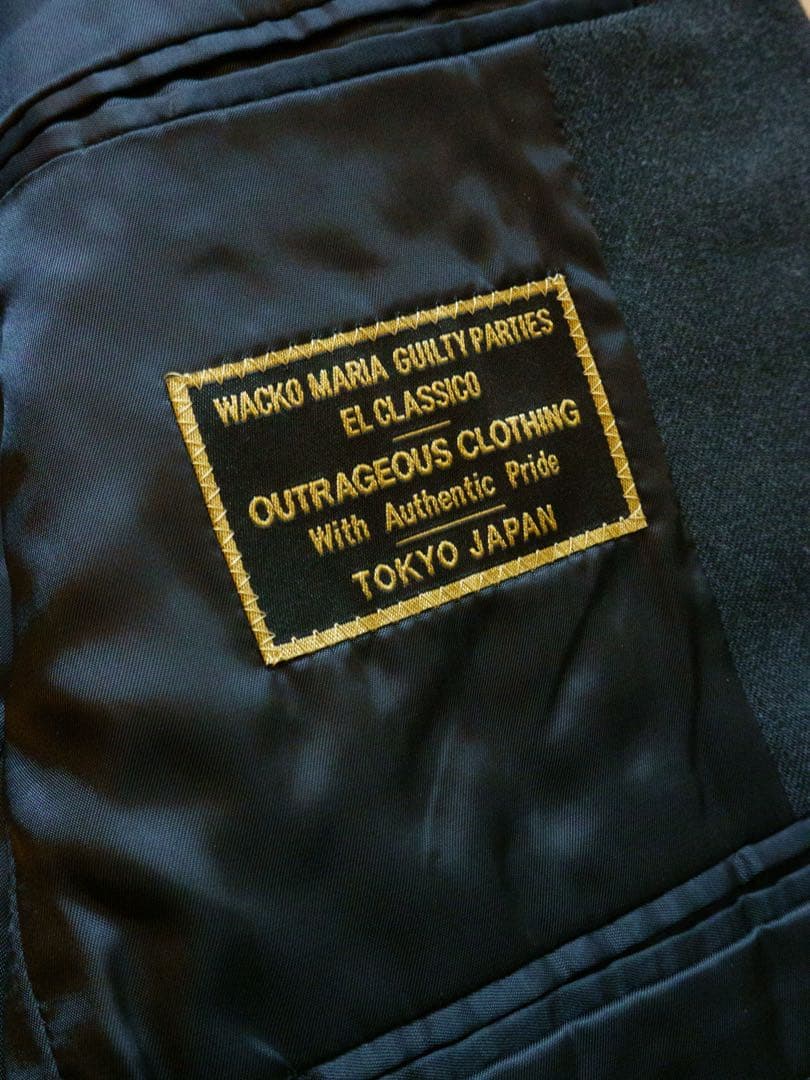 WACKO MARIA GUILTY PARTIES
EL CLASSICO
OUTRAGEOUS CLOTHING
With Authentic Pride
TOKYO JAPAN